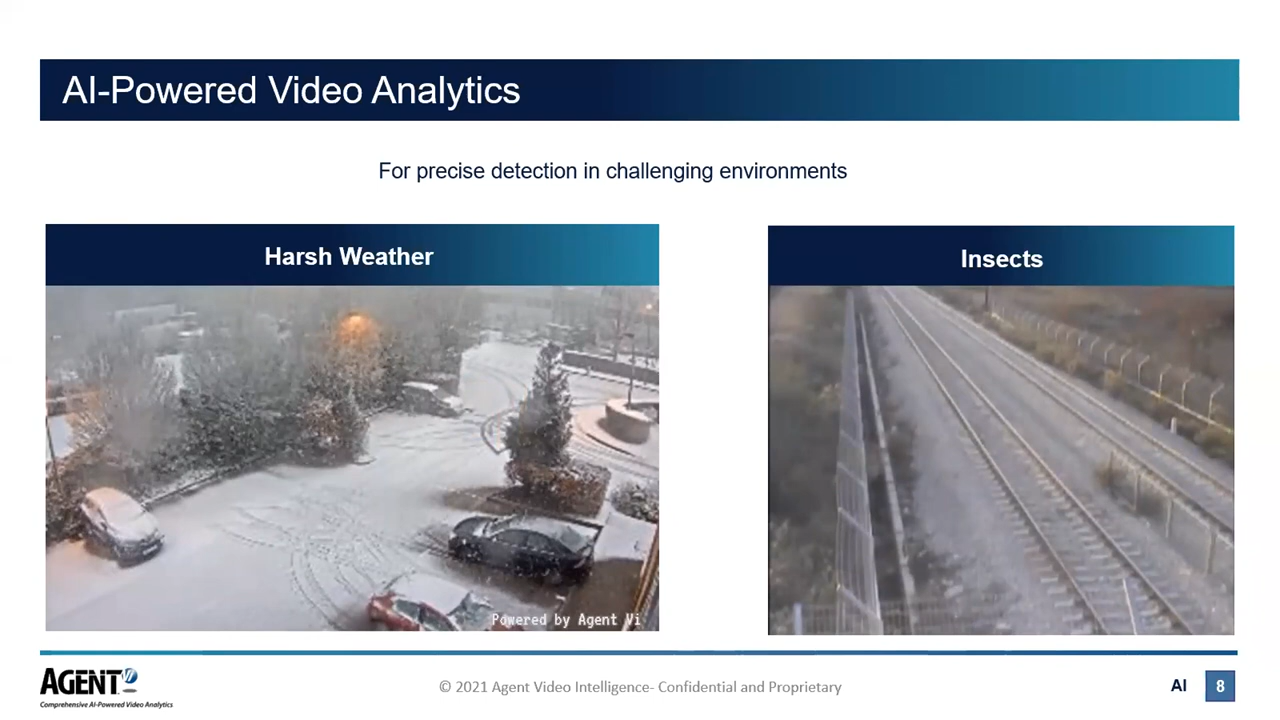 AI-Powered Video Analytics
For precise detection in challenging environments
Harsh Weather
Insects
Powered by Agent Vi
AGENT
Comprehensive AI-Powered Video Analytics
© 2021 Agent Video Intelligence- Confidential and Proprietary
AI
8